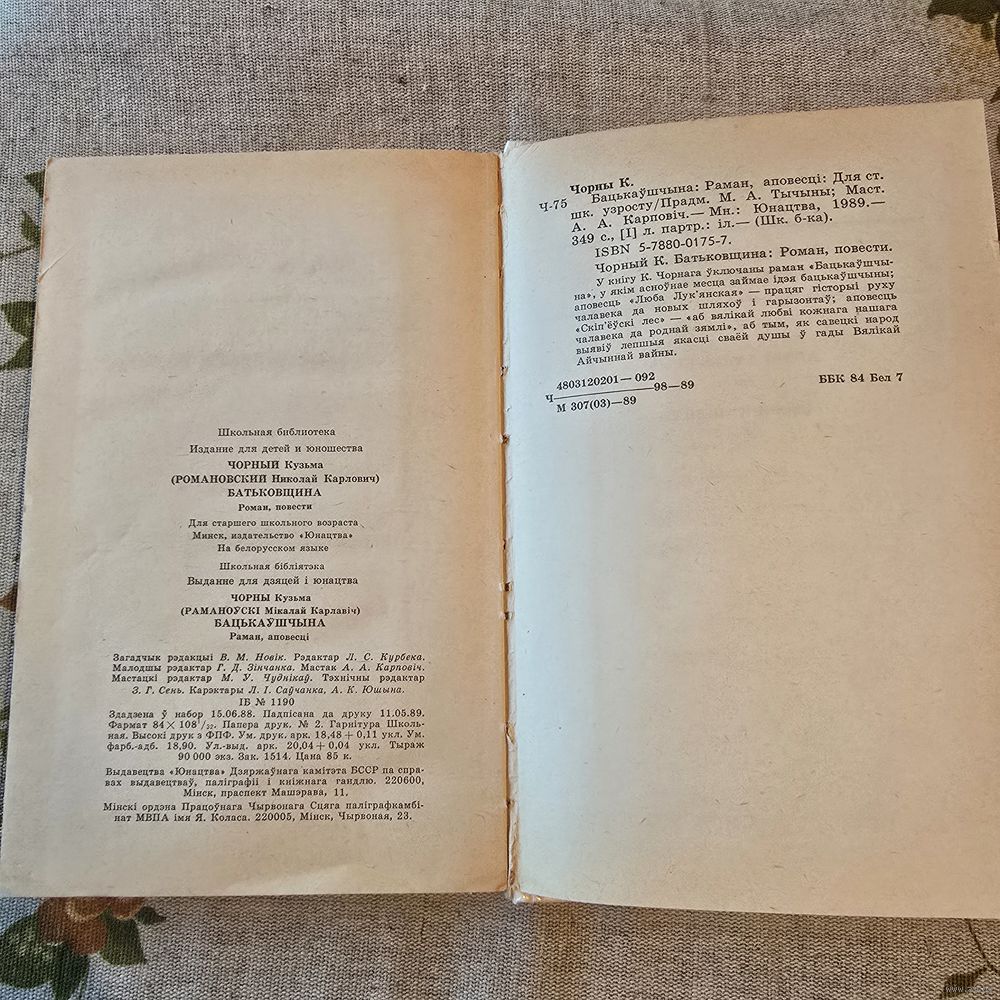 Школьная библиотека
Издание для детей и юношества
ЧОРНЫЙ Кузьма
(РОМАНОВСКИЙ Николай Карлович)
БАТЬКОВЩИНА
Роман, повести
Для старшего школьного возраста
Минск, издательство «Юнацтва»
На белорусском языке
Школьная бібліятэка
Выданне для дзяцей і юнацтва
ЧОРНЫ Кузьма
(РАМАНОЎСКІ Мікалай Карлавіч)
БАЦЬКАЎШЧЫНА
Раман, аповесці
Загадчык рэдакцыі В. М. Новік. Рэдактар Л. С. Курбека.
Малодшы рэдактар Г. Д. Зінчанка. Мастак А. А. Карповіч.
Мастацкі рэдактар М. У. Чуднікаў. Тэхнічны рэдактар
З. Г. Сень. Карэктары Л. І. Саўчанка, А. К. Юшына.
ІБ № 1190
Здадзена ў набор 15.06.88. Падпісана да друку 11.05.89.
Фармат 84×108 1/32. Папера друк. № 2. Гарнітура Школь-
ная. Высокі друк з ФПФ. Ум. друк. арк. 18,48+0,11 укл. Ум.
фарб.-адб. 18,90. Ул.-выд. арк. 20,04+0,04 укл. Тыраж
90 000 экз. Зак. 1514. Цана 85 к.
Выдавецтва «Юнацтва» Дзяржаўнага камітэта БССР па спра-
вах выдавецтваў, паліграфіі і кніжнага гандлю. 220600,
Мінск, праспект Машэрава, 11.
Мінскі ордэна Працоўнага Чырвонага Сцяга паліграфкамбі-
нат МВПА імя Я. Коласа. 220005, Мінск, Чырвоная, 23.
Чорны К.
Ч-75 Бацькаўшчына: Раман, аповесці: Для ст.
шк. узросту/Прадм. М. А. Тычыны; Маст.
А. А. Карповіч.— Мн.: Юнацтва, 1989.—
349 с., [1] л. партр.: іл.— (Шк. б-ка).
ISBN 5-7880-0175-7.
Чорный К. Батьковщина: Роман, повести.
У кнігу К. Чорнага ўключаны раман «Бацькаўшчы-
на», у якім асноўнае месца займае ідэя бацькаўшчыны;
аповесць «Люба Лук'янская» — працяг гісторыі руху
чалавека да новых шляхоў і гарызонтаў; аповесць
«Скіп'ёўскі лес» — «аб вялікай любві кожнага нашага
чалавека да роднай зямлі», аб тым, як савецкі народ
выявіў лепшыя якасці сваёй душы ў гады Вялікай
Айчыннай вайны.
4803120201—092
Ч——————98—89
М 307(03)—89
ББК 84 Бел 7